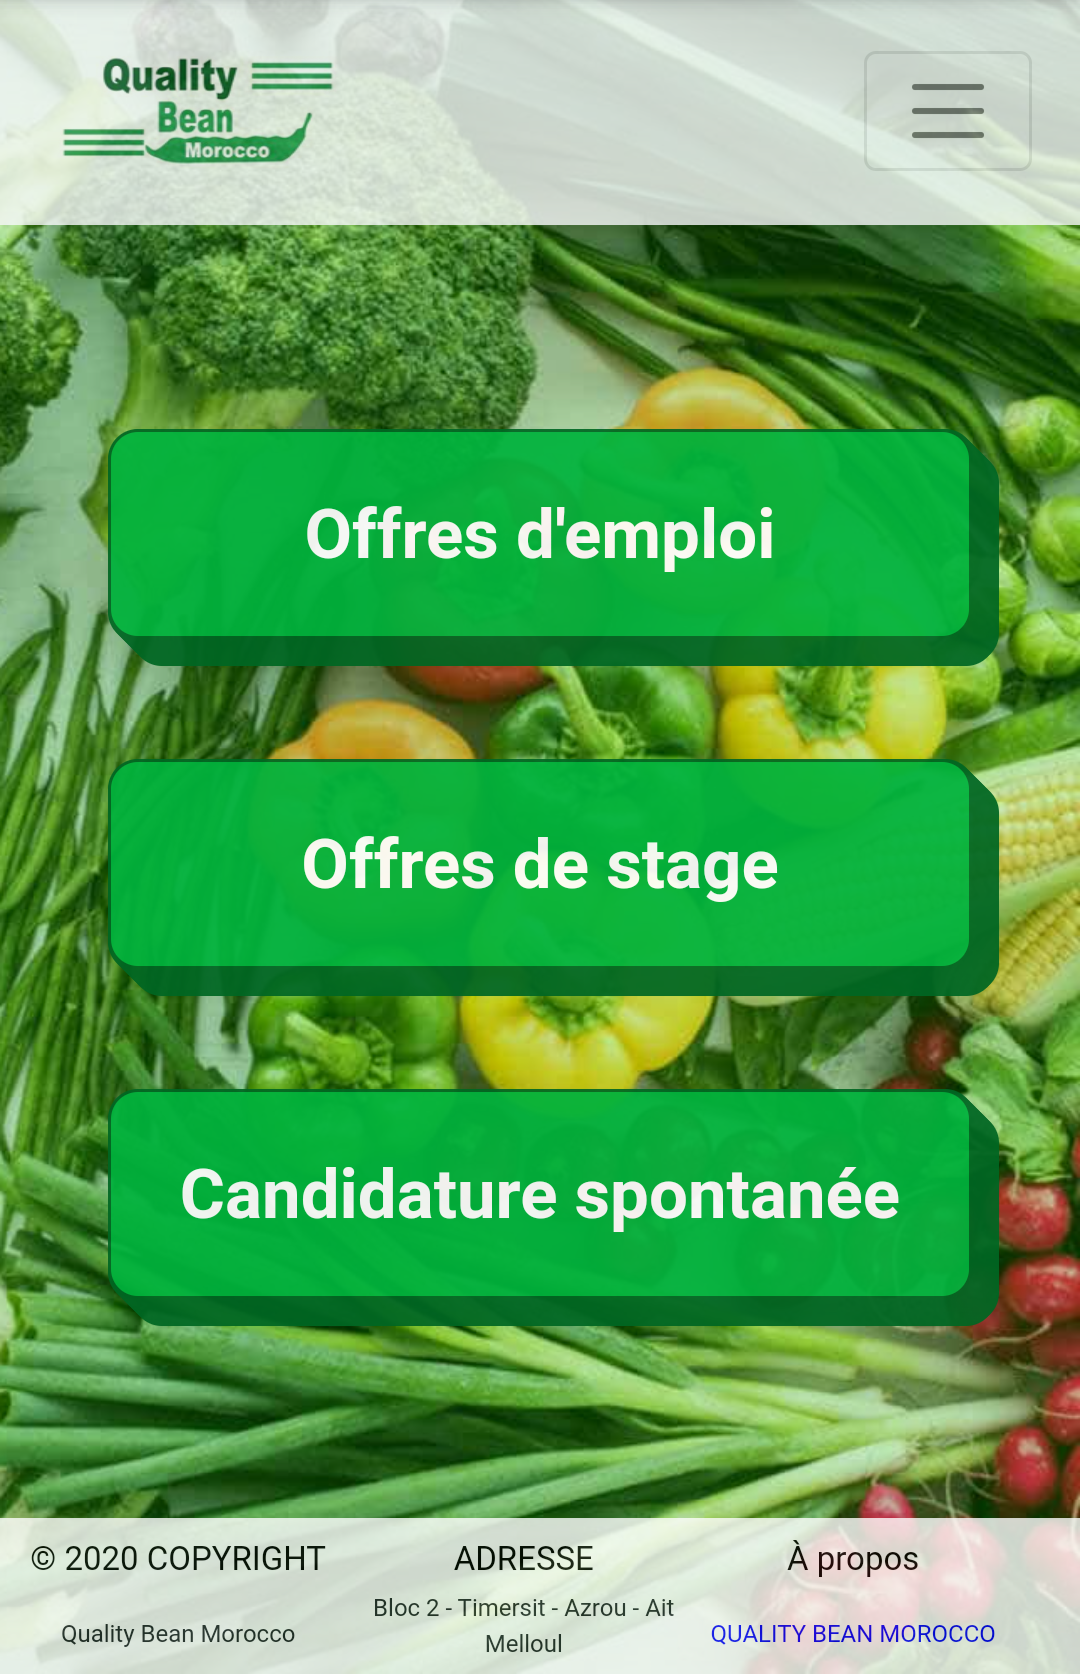 Quality
Bean
Morocco
Offres d'emploi
Offres de stage
Candidature spontanée
© 2020 COPYRIGHT
Quality Bean Morocco
ADRESSE
Bloc 2 - Timersit - Azrou - Ait
Melloul
À propos
QUALITY BEAN MOROCCO